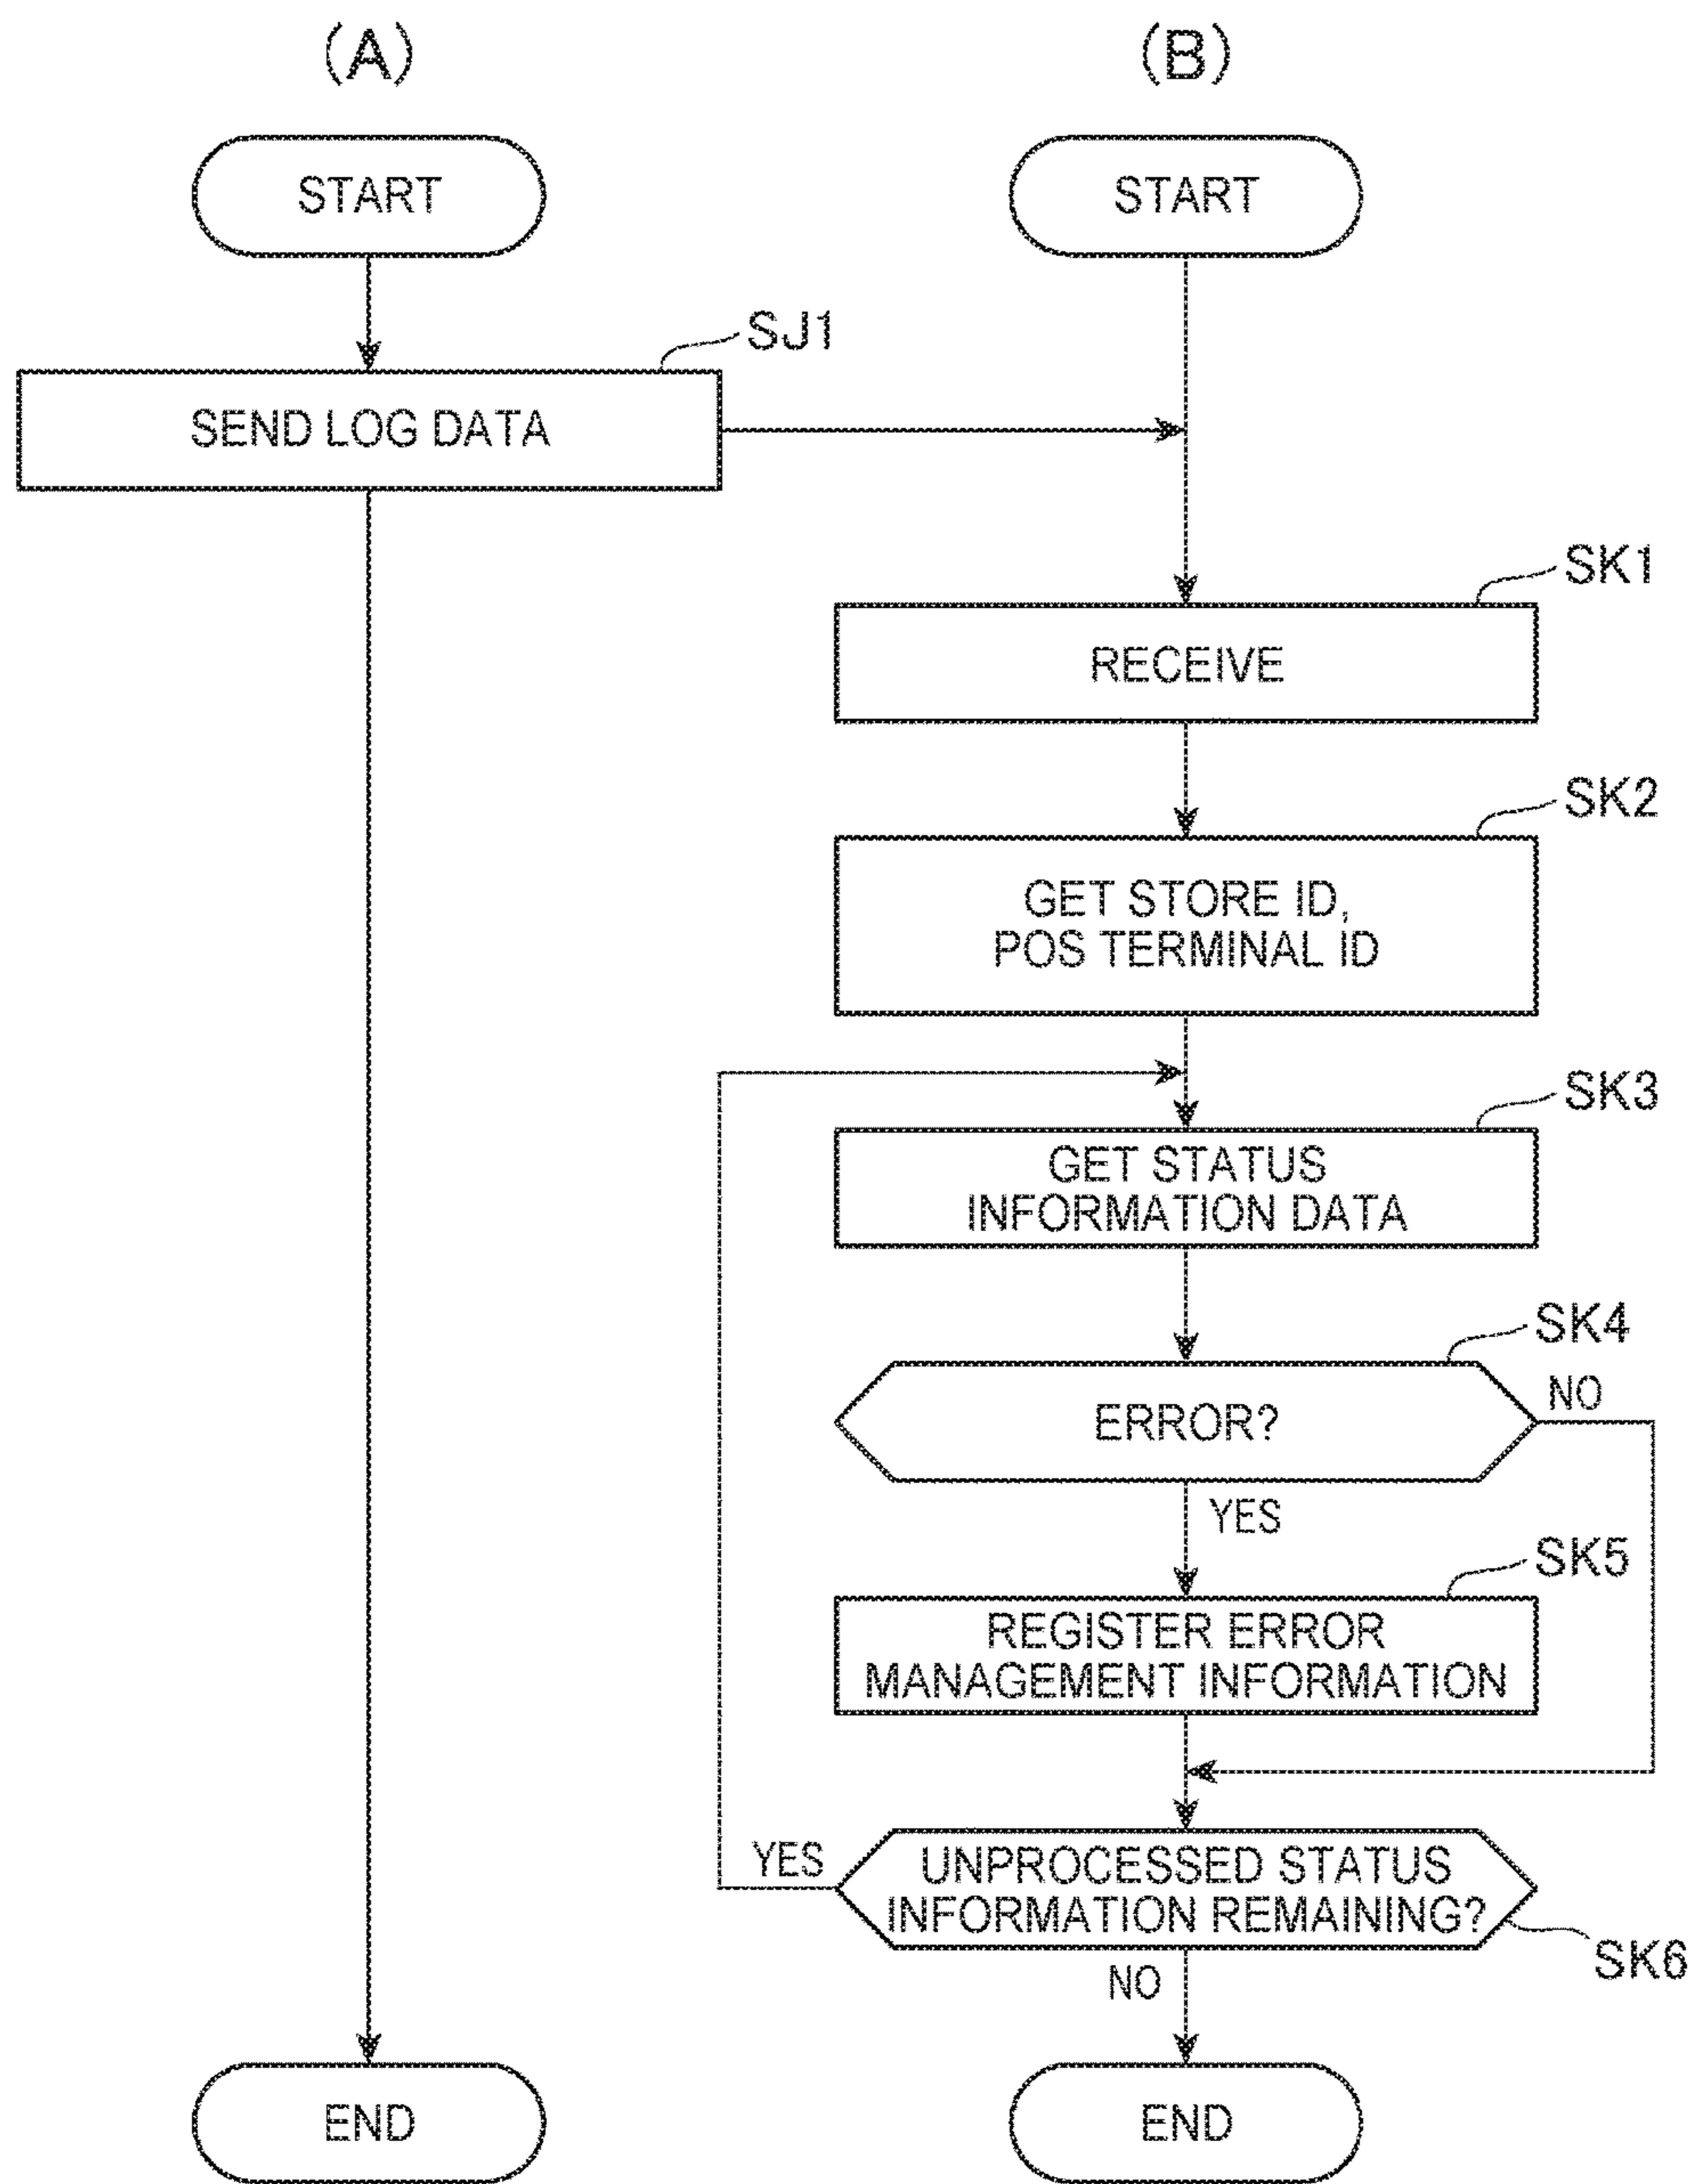 (A)
(B)
START
START
SJ1
SEND LOG DATA
SK1
RECEIVE
SK2
GET STORE ID,
POS TERMINAL ID
SK3
GET STATUS
INFORMATION DATA
SK4
NO
ERROR?
YES
SK5
REGISTER ERROR
MANAGEMENT INFORMATION
YES
UNPROCESSED STATUS
INFORMATION REMAINING?
SK6
NO
END
END